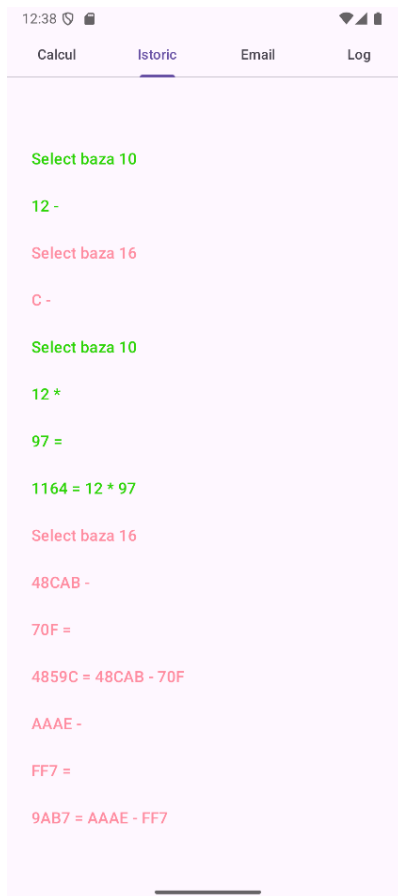 12:38
Calcul Istoric Email Log
Select baza 10
12 -
Select baza 16
C -
Select baza 10
12 *
97 =
1164 = 12 * 97
Select baza 16
48CAB -
70F =
4859C = 48CAB - 70F
AAAE -
FF7 =
9AB7 = AAAE - FF7